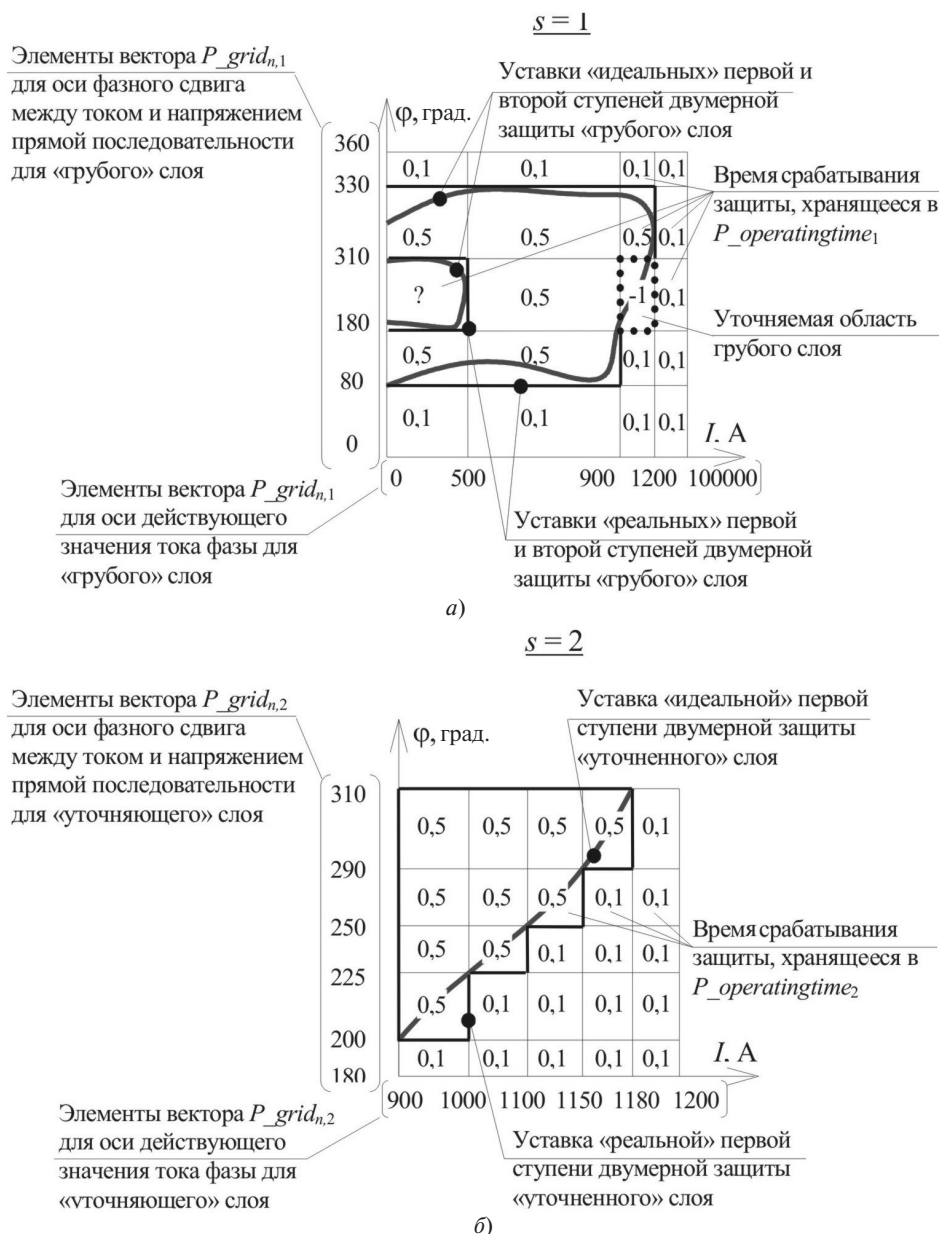 s = 1
Элементы вектора P_grid_{n,1}
для оси фазного сдвига
между током и напряжением
прямой последовательности
для «грубого» слоя
Уставки «идеальных» первой и
второй ступеней двумерной
защиты «грубого» слоя
φ, град.
360
0,1 0,1 0,1 0,1
330
Время срабатывания
защиты, хранящееся в
P_operatingtime_1
0,5 0,5 0,5 0,1
310
? 0,5 -1 0,1
Уточняемая область
грубого слоя
180
0,5 0,5 0,1 0,1
80
0,1 0,1 0,1 0,1
0
I, А
0 500 900 1200 100000
Элементы вектора P_grid_{n,1}
для оси действующего
значения тока фазы для
«грубого» слоя
Уставки «реальных» первой
и второй ступеней двумерной
защиты «грубого» слоя
а)
s = 2
Элементы вектора P_grid_{n,2}
для оси фазного сдвига
между током и напряжением
прямой последовательности
для «уточняющего» слоя
Уставка «идеальной» первой
ступени двумерной защиты
«уточненного» слоя
φ, град.
310
0,5 0,5 0,5 0,5 0,1
290
0,5 0,5 0,5 0,1 0,1
250
Время срабатывания
защиты, хранящееся в
P_operatingtime_2
0,5 0,5 0,1 0,1 0,1
225
0,5 0,1 0,1 0,1 0,1
200
0,1 0,1 0,1 0,1 0,1
180
I, А
900 1000 1100 1150 1180 1200
Элементы вектора P_grid_{n,2}
для оси действующего
значения тока фазы для
«уточняющего» слоя
Уставка «реальной» первой
ступени двумерной защиты
«уточненного» слоя
б)